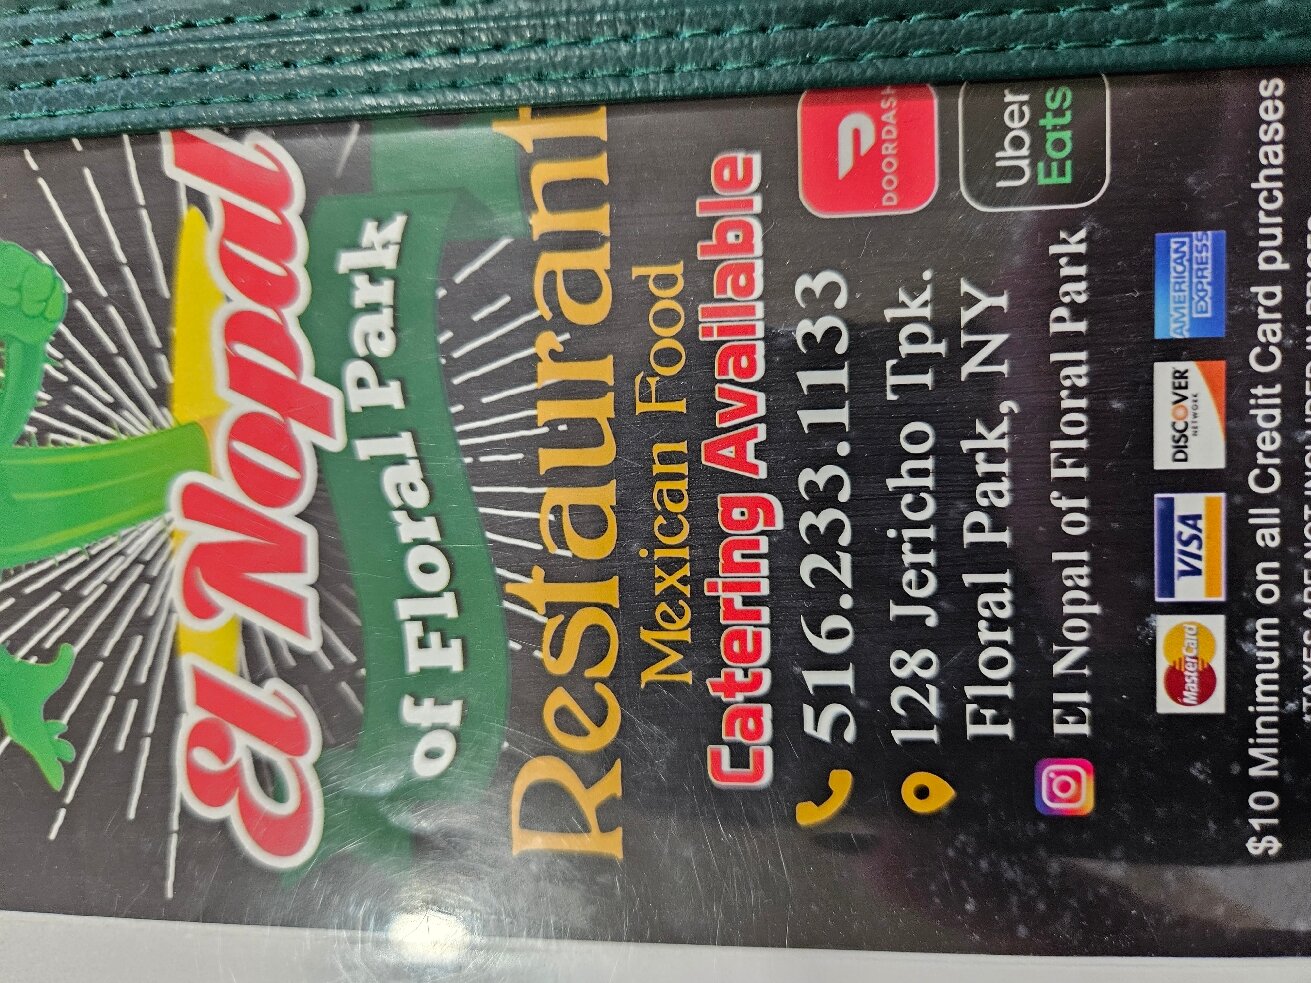 El Nopal
of Floral Park
Restaurant
Mexican Food
Catering Available
516.233.1133
128 Jericho Tpk.
Floral Park, NY
El Nopal of Floral Park
DOORDASH
Uber
Eats
MasterCard
VISA
DISCOVER
NETWORK
AMERICAN
EXPRESS
$10 Minimum on all Credit Card purchases